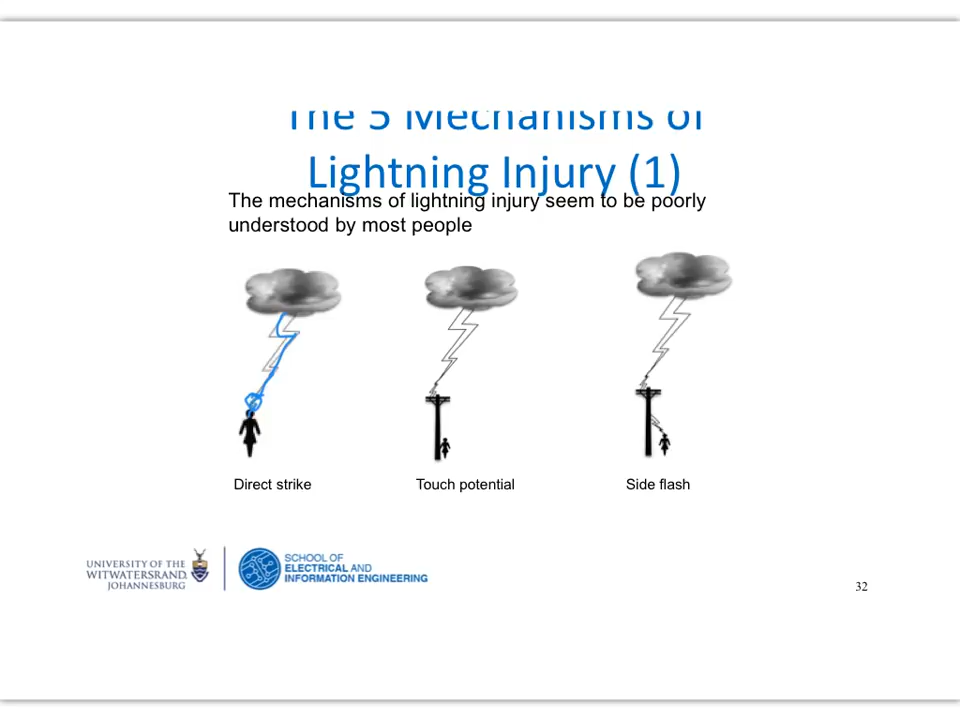 The 5 Mechanisms of
Lightning Injury (1)
The mechanisms of lightning injury seem to be poorly
understood by most people
Direct strike
Touch potential
Side flash
UNIVERSITY OF THE
WITWATERSRAND,
JOHANNESBURG
SCHOOL OF
ELECTRICAL AND
INFORMATION ENGINEERING
32